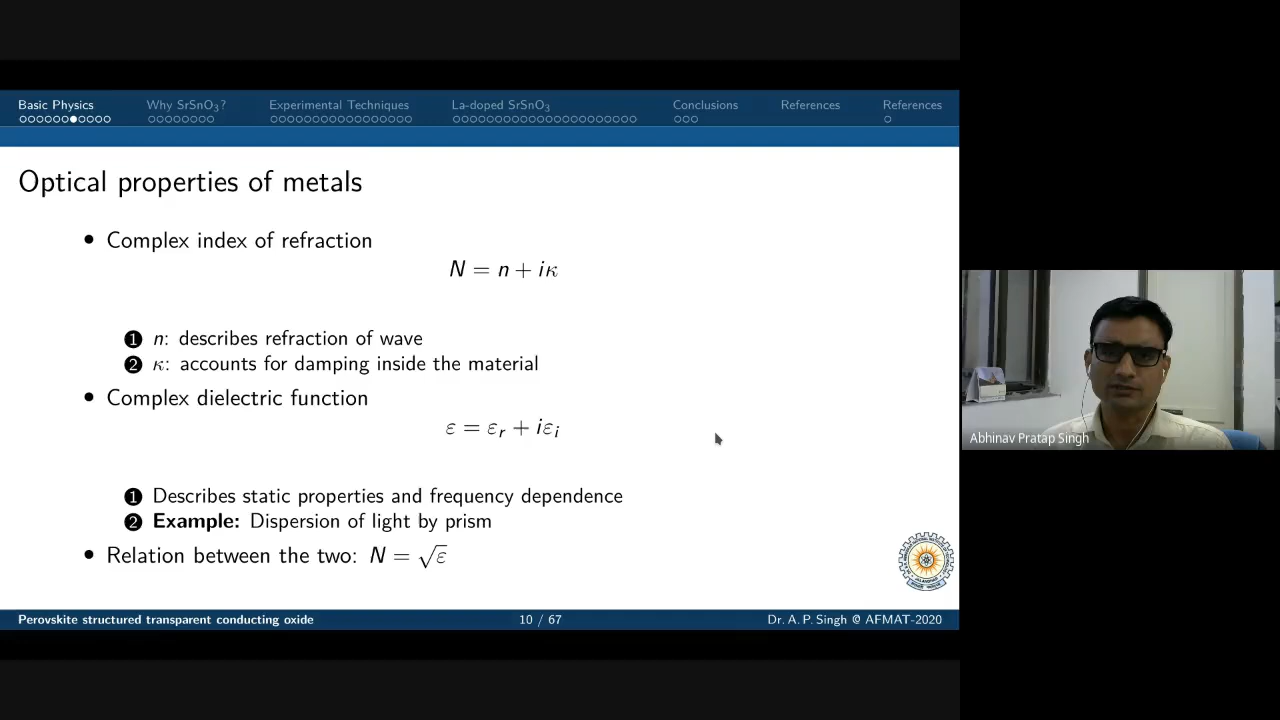 Basic Physics Why SrSnO₃? Experimental Techniques La-doped SrSnO₃ Conclusions References References
Optical properties of metals
• Complex index of refraction
N = n + iκ
1 n: describes refraction of wave
2 κ: accounts for damping inside the material
• Complex dielectric function
ε = εᵣ + iεᵢ
1 Describes static properties and frequency dependence
2 Example: Dispersion of light by prism
• Relation between the two: N = √ε
Perovskite structured transparent conducting oxide 10 / 67 Dr. A. P. Singh @ AFMAT-2020
Abhinav Pratap Singh